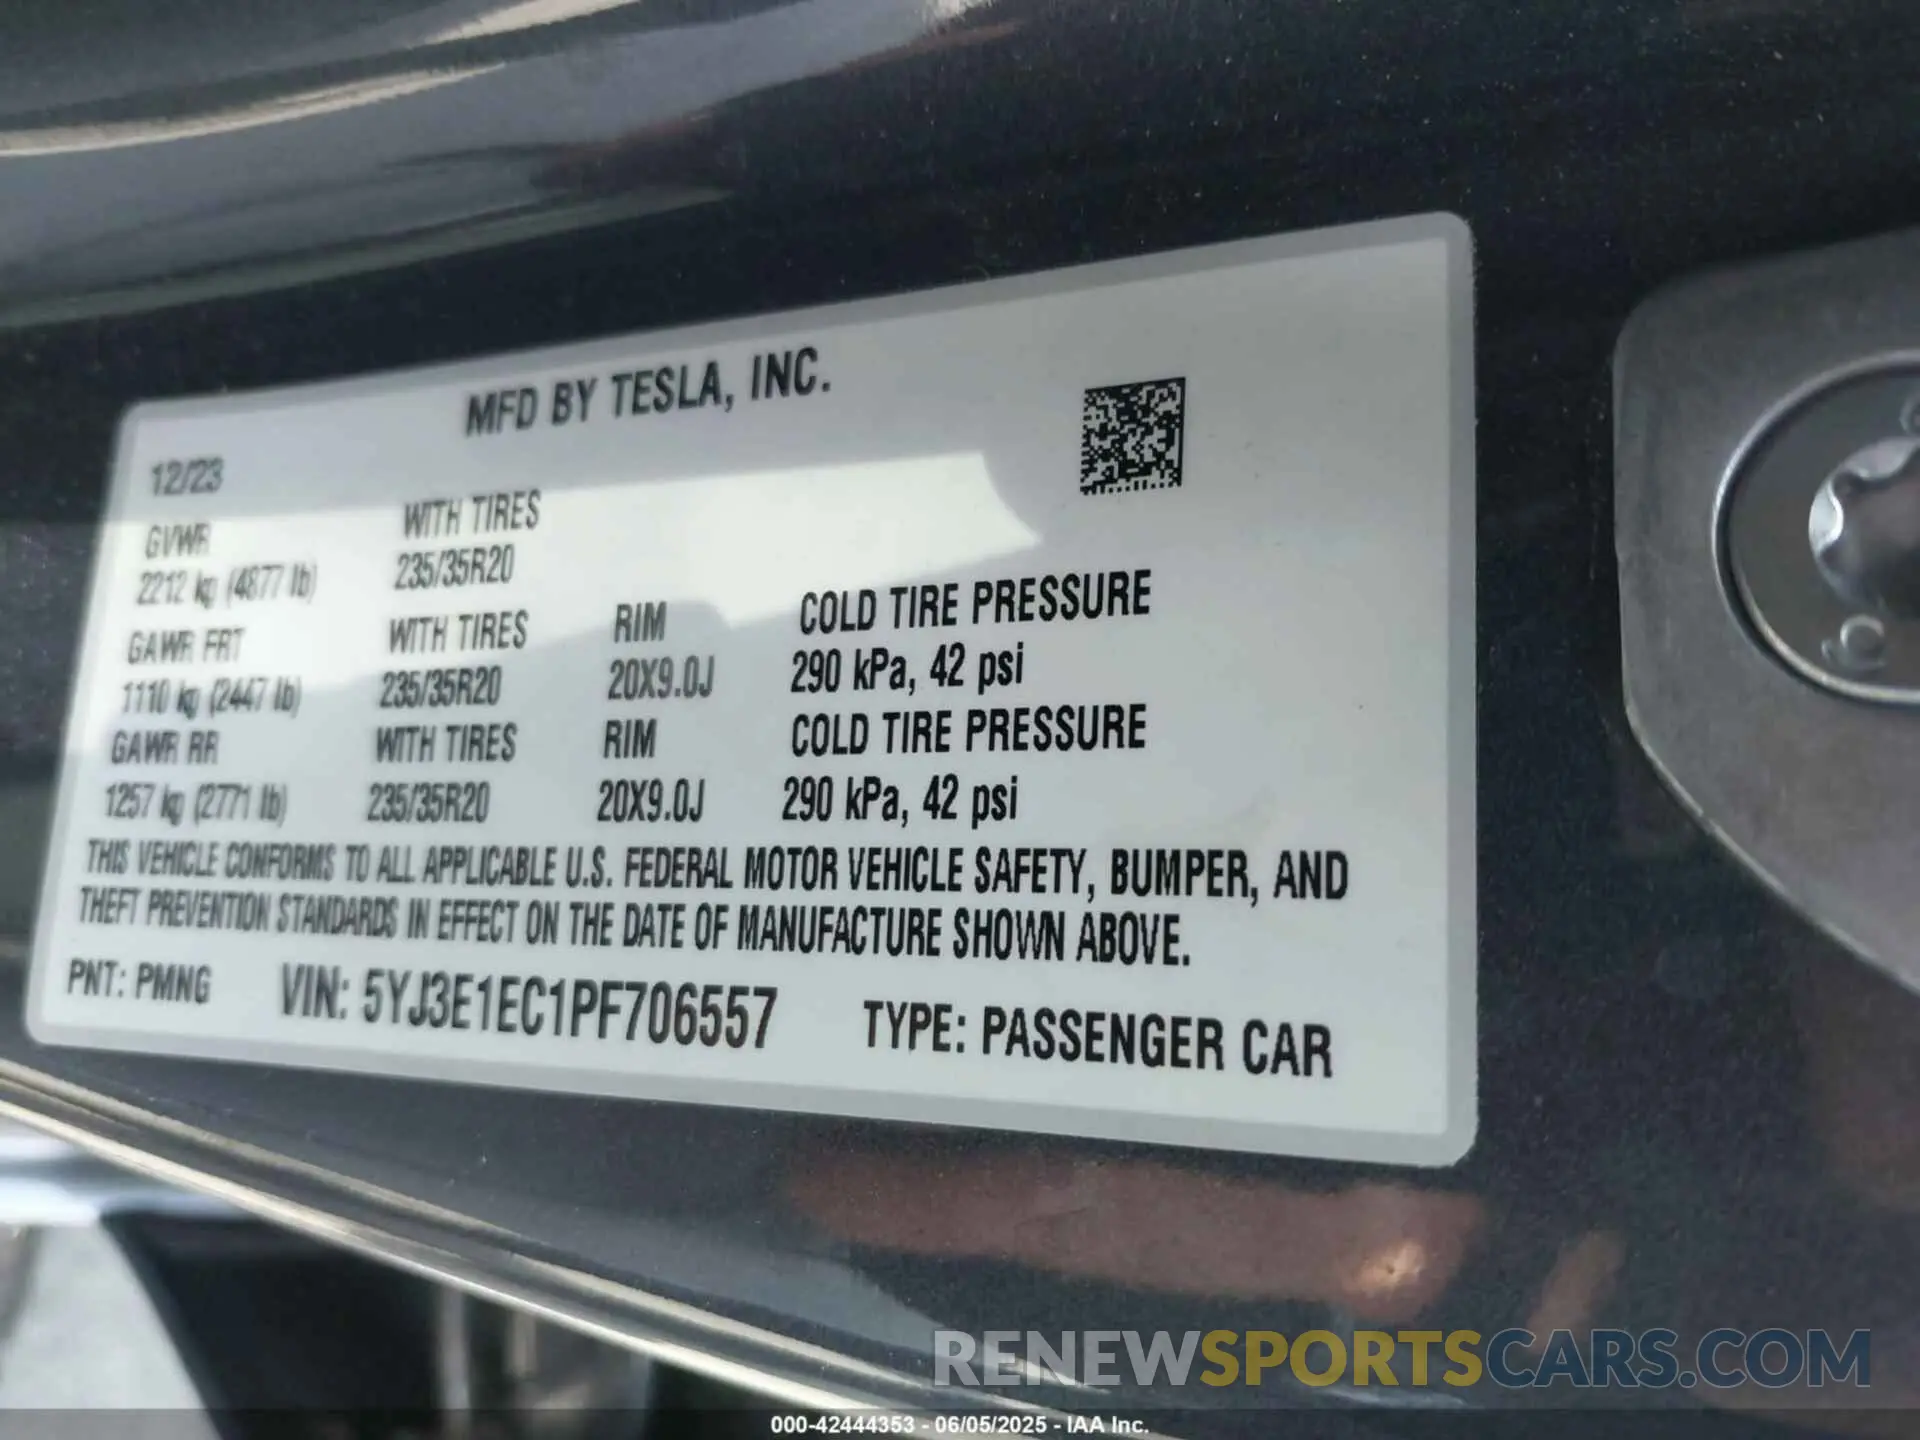 MFD BY TESLA, INC.
12/23
GVWR WITH TIRES
2212 kg (4877 lb) 235/35R20
GAWR FRT WITH TIRES RIM COLD TIRE PRESSURE
1110 kg (2447 lb) 235/35R20 20X9.0J 290 kPa, 42 psi
GAWR RR WITH TIRES RIM COLD TIRE PRESSURE
1257 kg (2771 lb) 235/35R20 20X9.0J 290 kPa, 42 psi
THIS VEHICLE CONFORMS TO ALL APPLICABLE U.S. FEDERAL MOTOR VEHICLE SAFETY, BUMPER, AND
THEFT PREVENTION STANDARDS IN EFFECT ON THE DATE OF MANUFACTURE SHOWN ABOVE.
PNT: PMNG VIN: 5YJ3E1EC1PF706557 TYPE: PASSENGER CAR
RENEWSPORTSCARS.COM
000-42444353 - 06/05/2025 - IAA Inc.